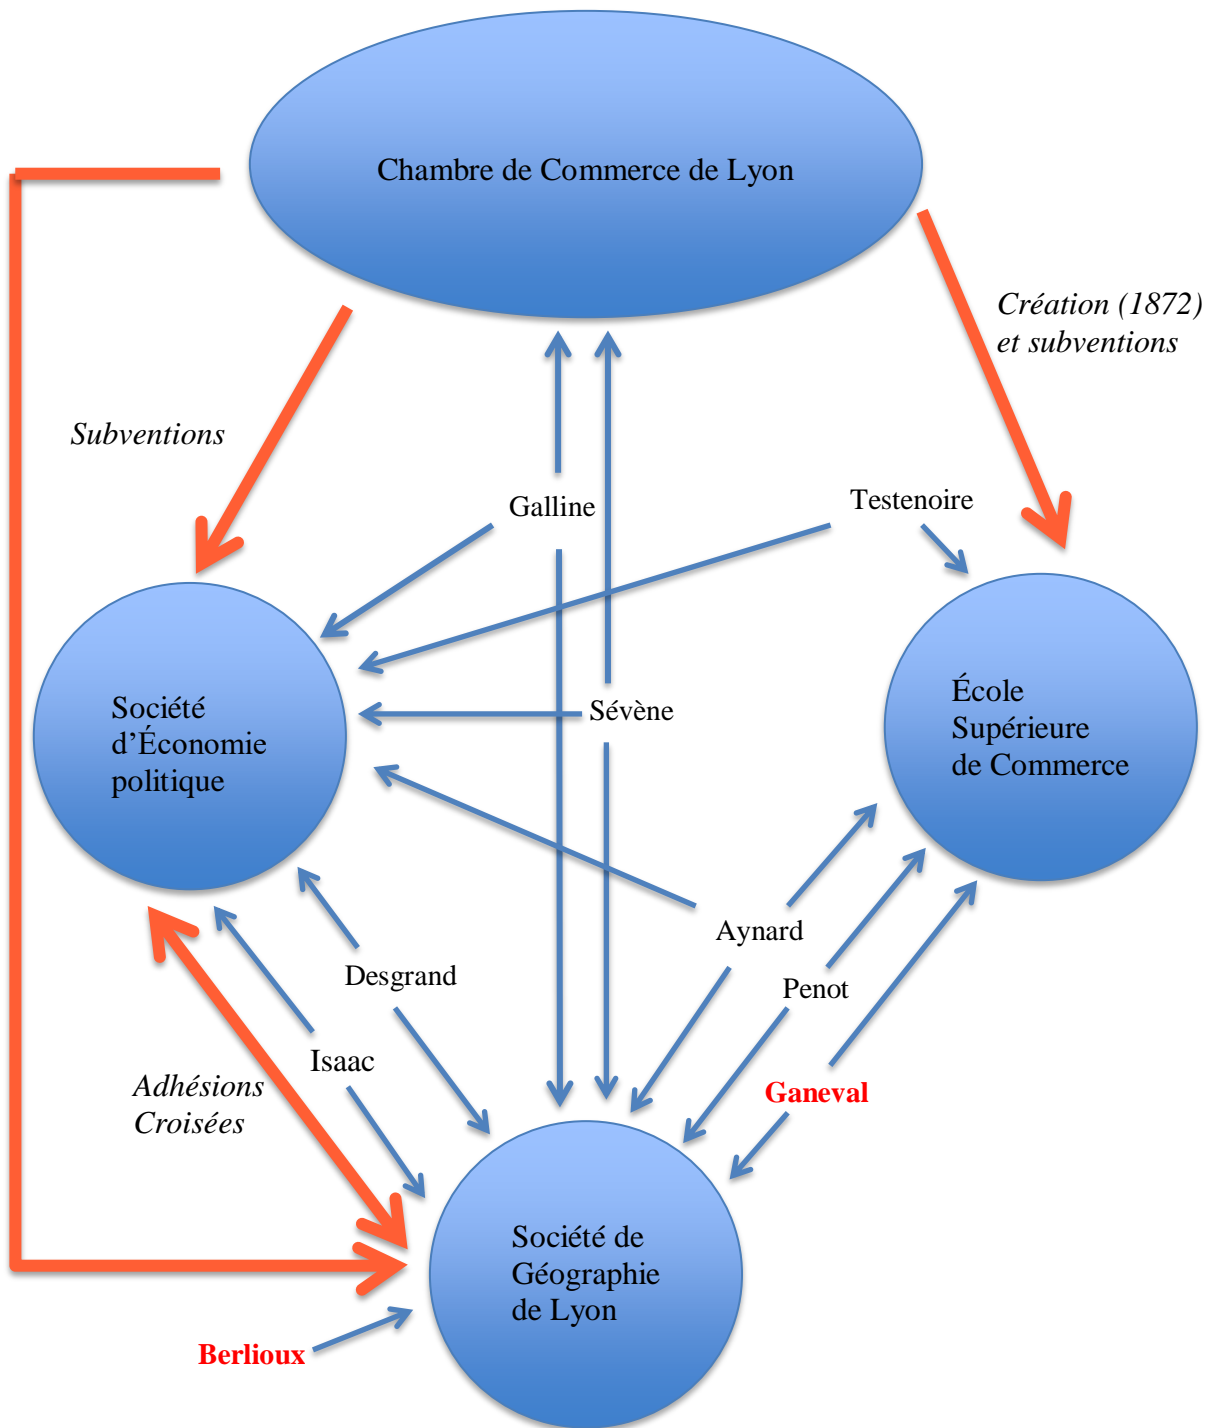 Chambre de Commerce de Lyon
Création (1872)
et subventions
Subventions
Galline
Testenoire
Société
d’Économie
politique
Sévène
École
Supérieure
de Commerce
Aynard
Desgrand
Penot
Isaac
Adhésions
Croisées
Ganeval
Société de
Géographie
de Lyon
Berlioux